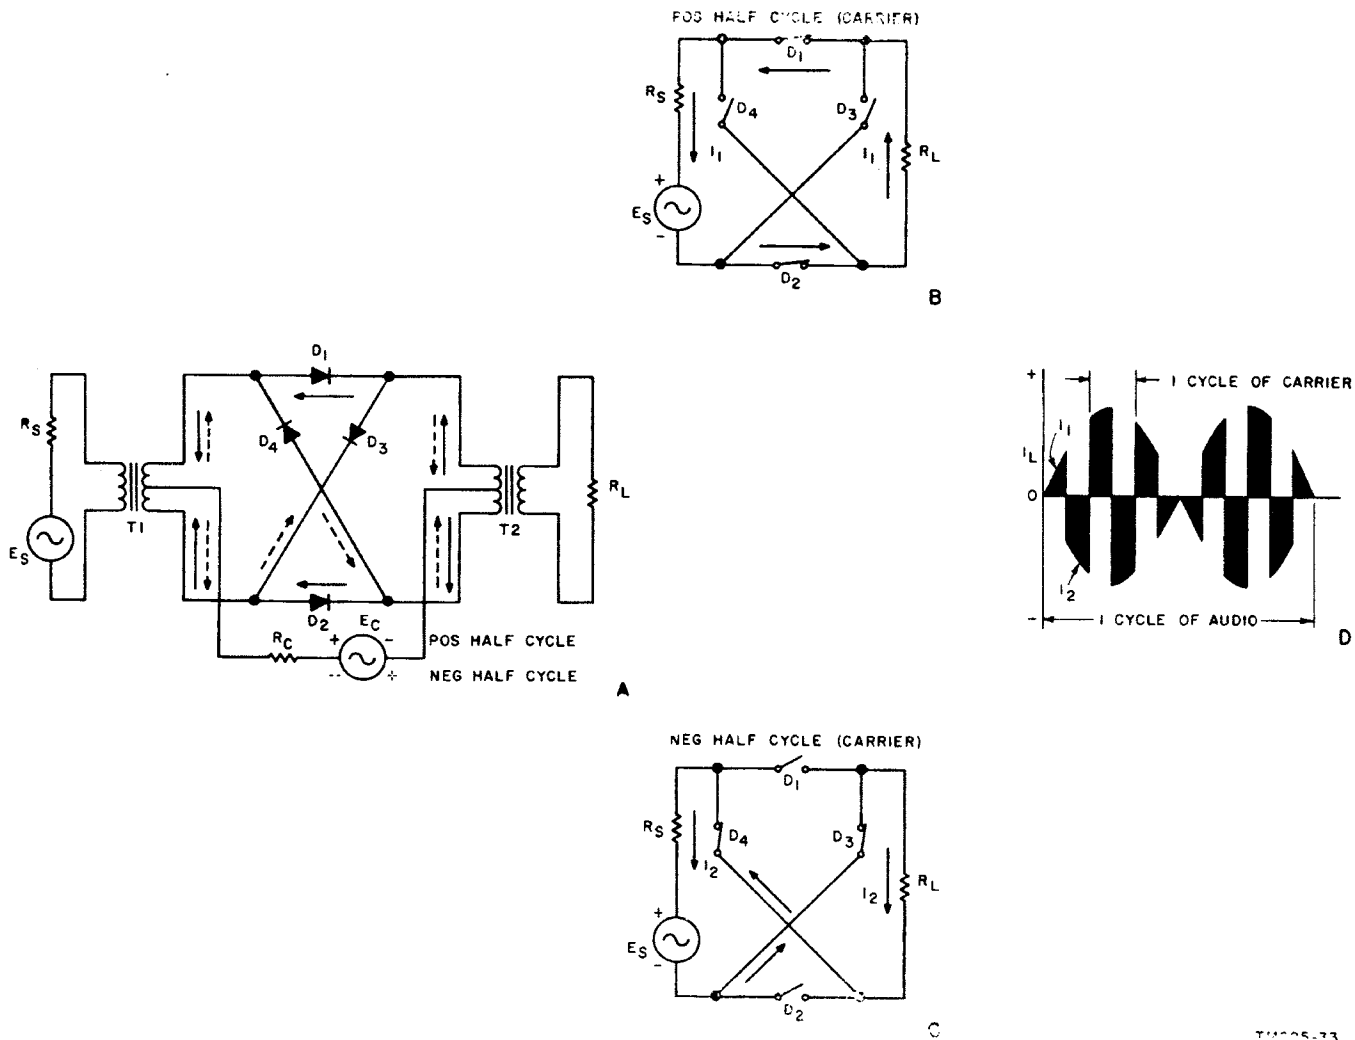 POS HALF CYCLE (CARRIER)
D1
RS
D4
D3
I1
I1
RL
+
ES
-
D2
B
D1
RS
D4
D3
T1
T2
RL
ES
D2
EC
RC
+
-
POS HALF CYCLE
--
+
NEG HALF CYCLE
A
+
1 CYCLE OF CARRIER
I1
IL
0
I2
-
1 CYCLE OF AUDIO
D
NEG HALF CYCLE (CARRIER)
D1
RS
D4
D3
I2
I2
RL
+
ES
-
D2
C